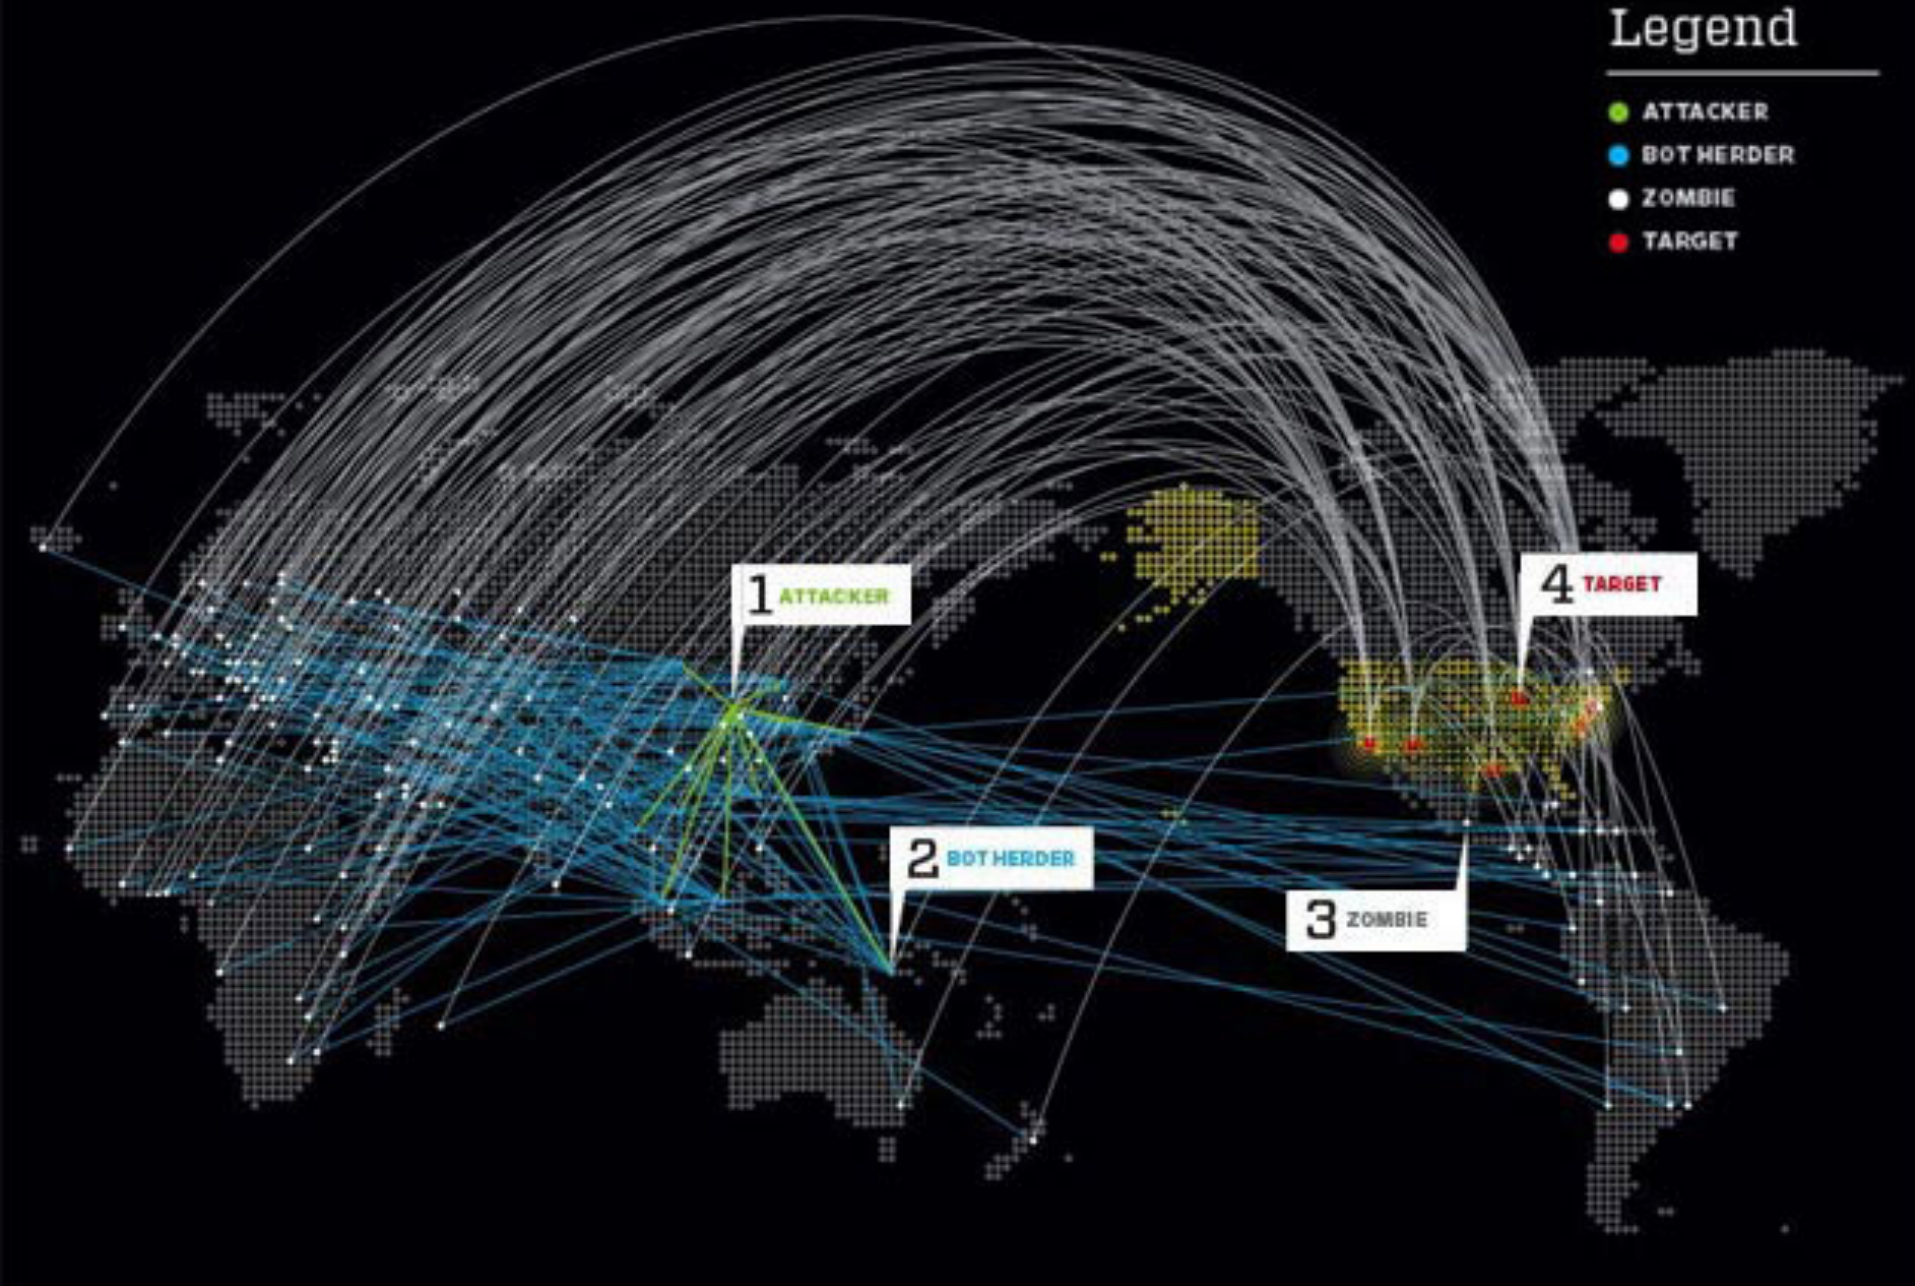 Legend
ATTACKER
BOT HERDER
ZOMBIE
TARGET
1 ATTACKER
4 TARGET
2 BOT HERDER
3 ZOMBIE